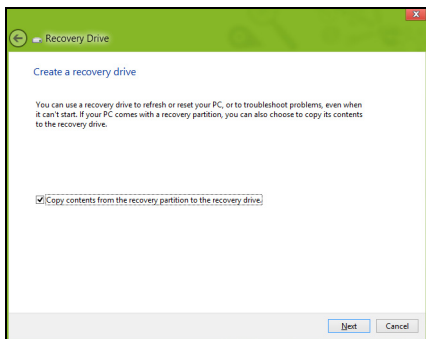 Recovery Drive
Create a recovery drive
You can use a recovery drive to refresh or reset your PC, or to troubleshoot problems, even when
it can't start. If your PC comes with a recovery partition, you can also choose to copy its contents
to the recovery drive.
Copy contents from the recovery partition to the recovery drive.
Next Cancel